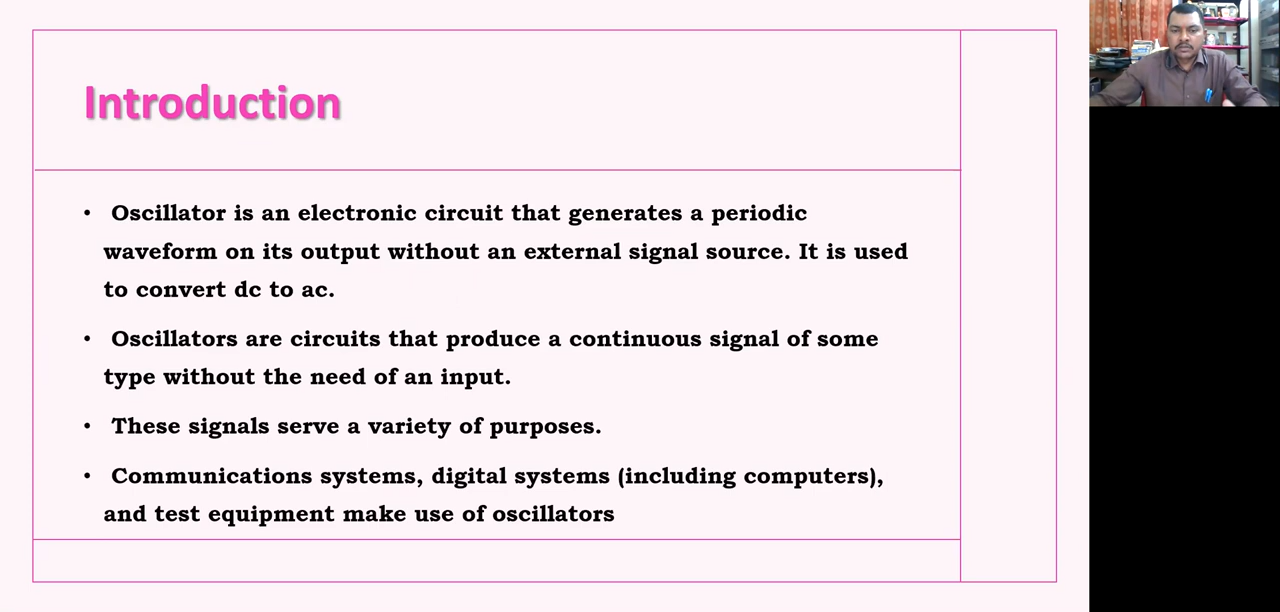 Introduction
• Oscillator is an electronic circuit that generates a periodic
waveform on its output without an external signal source. It is used
to convert dc to ac.
• Oscillators are circuits that produce a continuous signal of some
type without the need of an input.
• These signals serve a variety of purposes.
• Communications systems, digital systems (including computers),
and test equipment make use of oscillators